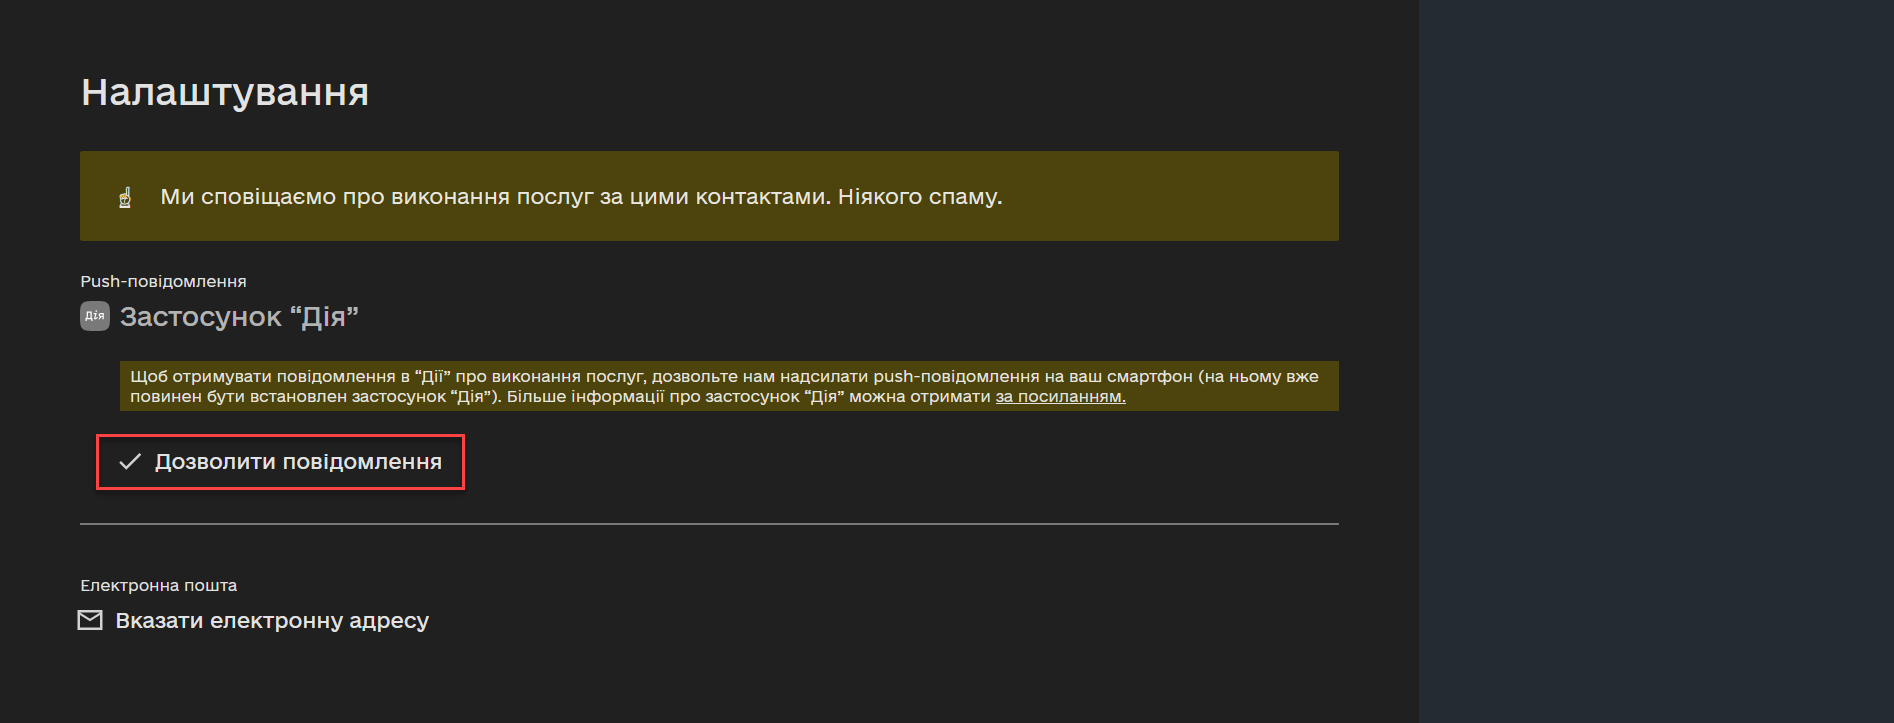 Налаштування
☝ Ми сповіщаємо про виконання послуг за цими контактами. Ніякого спаму.
Push-повідомлення
Дія Застосунок “Дія”
Щоб отримувати повідомлення в “Дії” про виконання послуг, дозвольте нам надсилати push-повідомлення на ваш смартфон (на ньому вже
повинен бути встановлен застосунок “Дія”). Більше інформації про застосунок “Дія” можна отримати за посиланням.
Дозволити повідомлення
Електронна пошта
Вказати електронну адресу